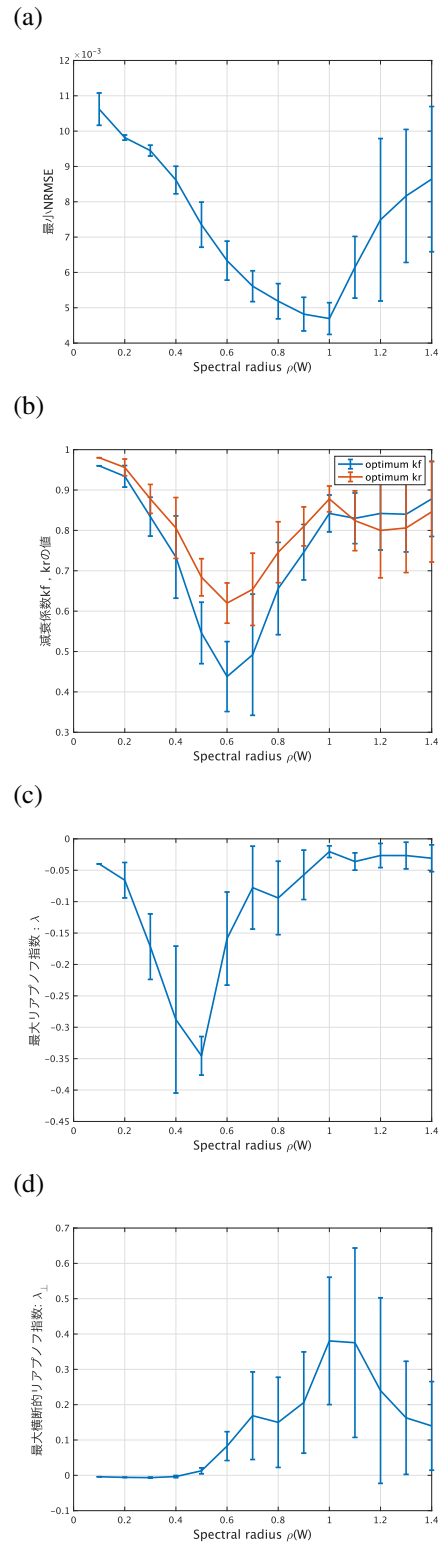 (a)
×10⁻³
12
11
10
9
8
7
6
5
4
最小NRMSE
0 0.2 0.4 0.6 0.8 1.0 1.2 1.4
Spectral radius ρ(W)
(b)
optimum kf
optimum kr
1
0.9
0.8
0.7
0.6
0.5
0.4
0.3
減衰係数kf , krの値
0 0.2 0.4 0.6 0.8 1.0 1.2 1.4
Spectral radius ρ(W)
(c)
0
−0.05
−0.1
−0.15
−0.2
−0.25
−0.3
−0.35
−0.4
−0.45
最大リアプノフ指数 : λ
0 0.2 0.4 0.6 0.8 1.0 1.2 1.4
Spectral radius ρ(W)
(d)
0.7
0.6
0.5
0.4
0.3
0.2
0.1
0
−0.1
最大横断的リアプノフ指数: λ⊥
0 0.2 0.4 0.6 0.8 1.0 1.2 1.4
Spectral radius ρ(W)